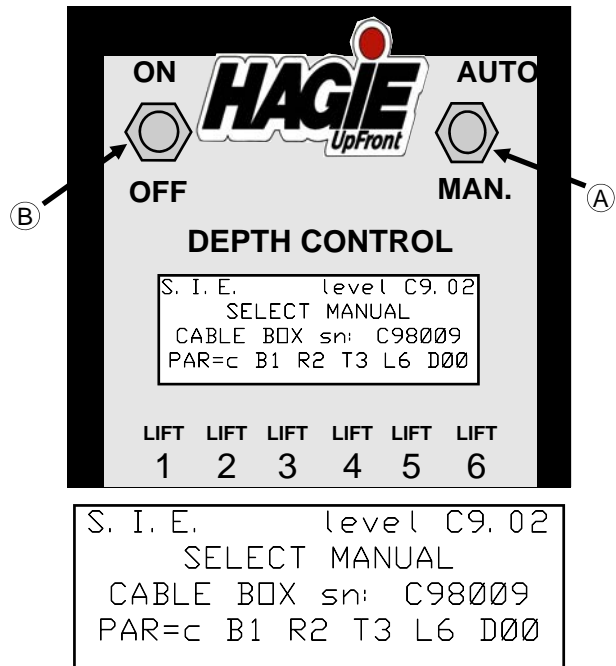 HAGIE
UpFront
ON AUTO
OFF MAN.
B A
DEPTH CONTROL
S.I.E. level C9.02
SELECT MANUAL
CABLE BOX sn: C98009
PAR=c B1 R2 T3 L6 D00
LIFT LIFT LIFT LIFT LIFT LIFT
1 2 3 4 5 6
S.I.E. level C9.02
SELECT MANUAL
CABLE BOX sn: C98009
PAR=c B1 R2 T3 L6 D00